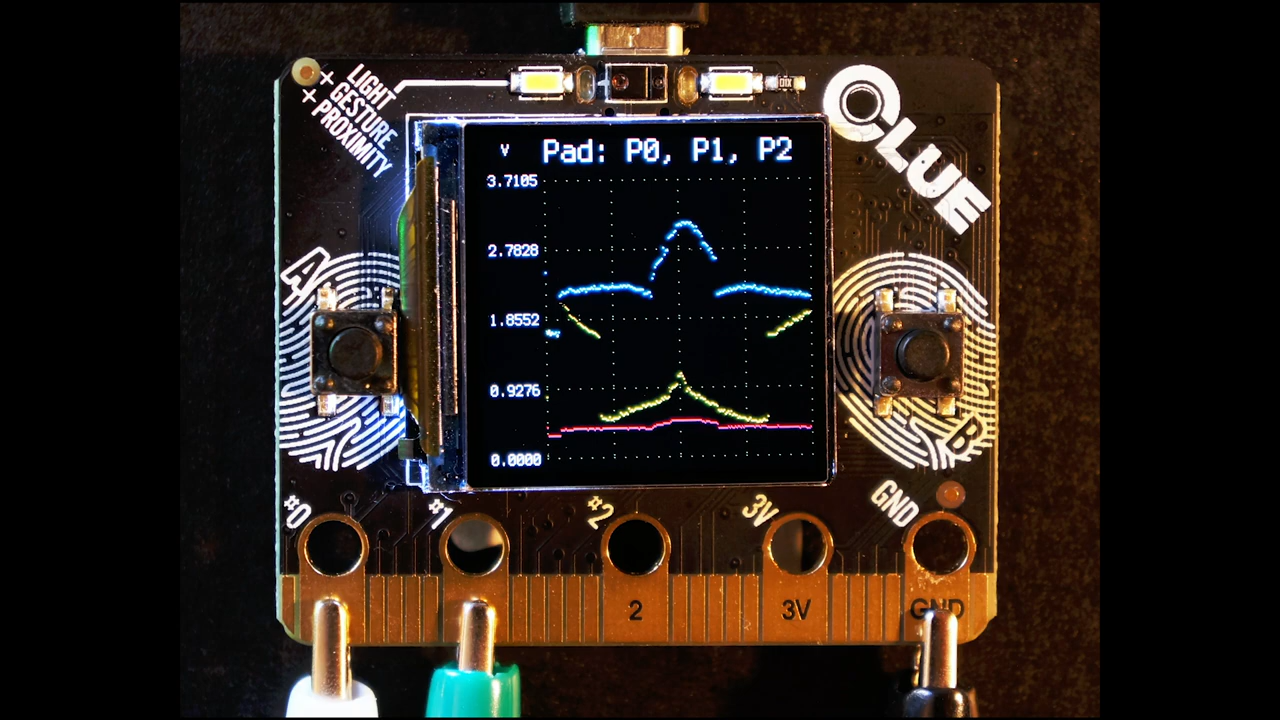 + LIGHT
+ GESTURE
+ PROXIMITY
CLUE
V Pad: P0, P1, P2
3.7105
2.7828
1.8552
0.9276
0.0000
A
B
#0
#1
#2
3V
GND
2
3V
GND